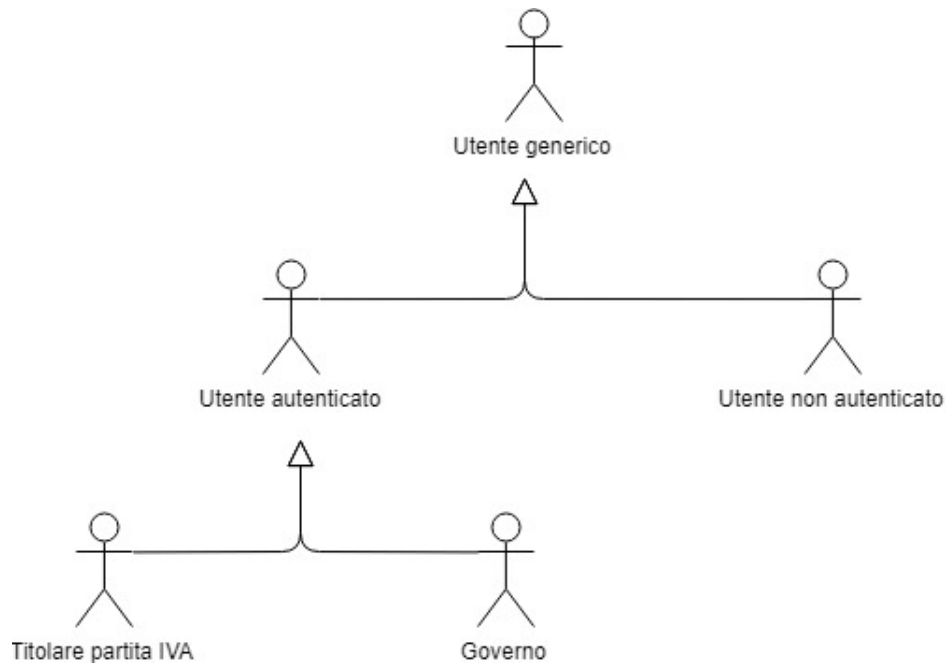 Utente generico
Utente autenticato
Utente non autenticato
Titolare partita IVA
Governo